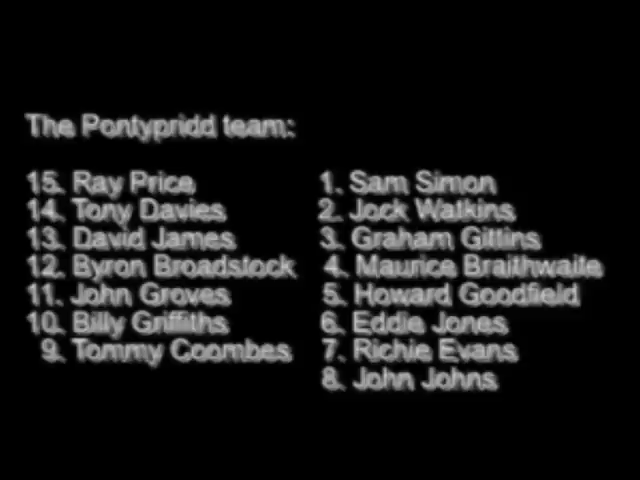 The Pontypridd team:
15. Ray Price
14. Tony Davies
13. David James
12. Byron Broadstock
11. John Groves
10. Billy Griffiths
9. Tommy Coombes
1. Sam Simon
2. Jock Watkins
3. Graham Gittins
4. Maurice Braithwaite
5. Howard Goodfield
6. Eddie Jones
7. Richie Evans
8. John Johns